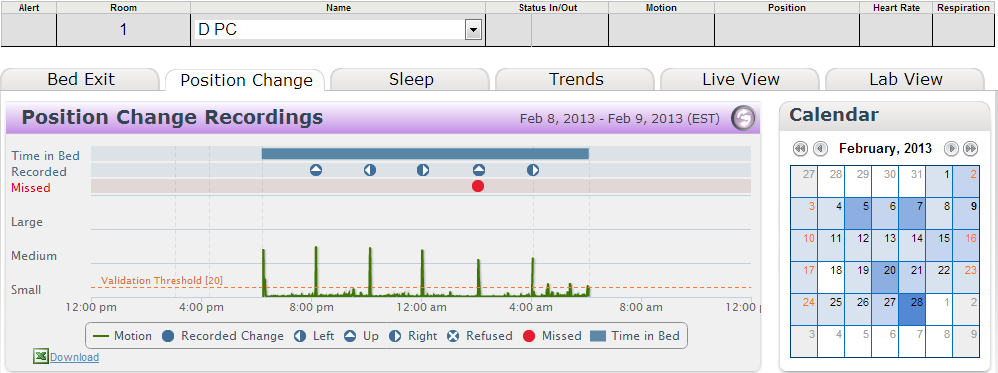 Alert Room Name Status In/Out Motion Position Heart Rate Respiration
1 D PC
Bed Exit Position Change Sleep Trends Live View Lab View
Position Change Recordings Feb 8, 2013 - Feb 9, 2013 (EST)
Time in Bed
Recorded
Missed
Large
Medium
Validation Threshold [20]
Small
12:00 pm 4:00 pm 8:00 pm 12:00 am 4:00 am 8:00 am 12:00 p
Motion Recorded Change Left Up Right Refused Missed Time in Bed
Download
Calendar
February, 2013
27 28 29 30 31 1 2
3 4 5 6 7 8 9
10 11 12 13 14 15 16
17 18 19 20 21 22 23
24 25 26 27 28 1 2
3 4 5 6 7 8 9